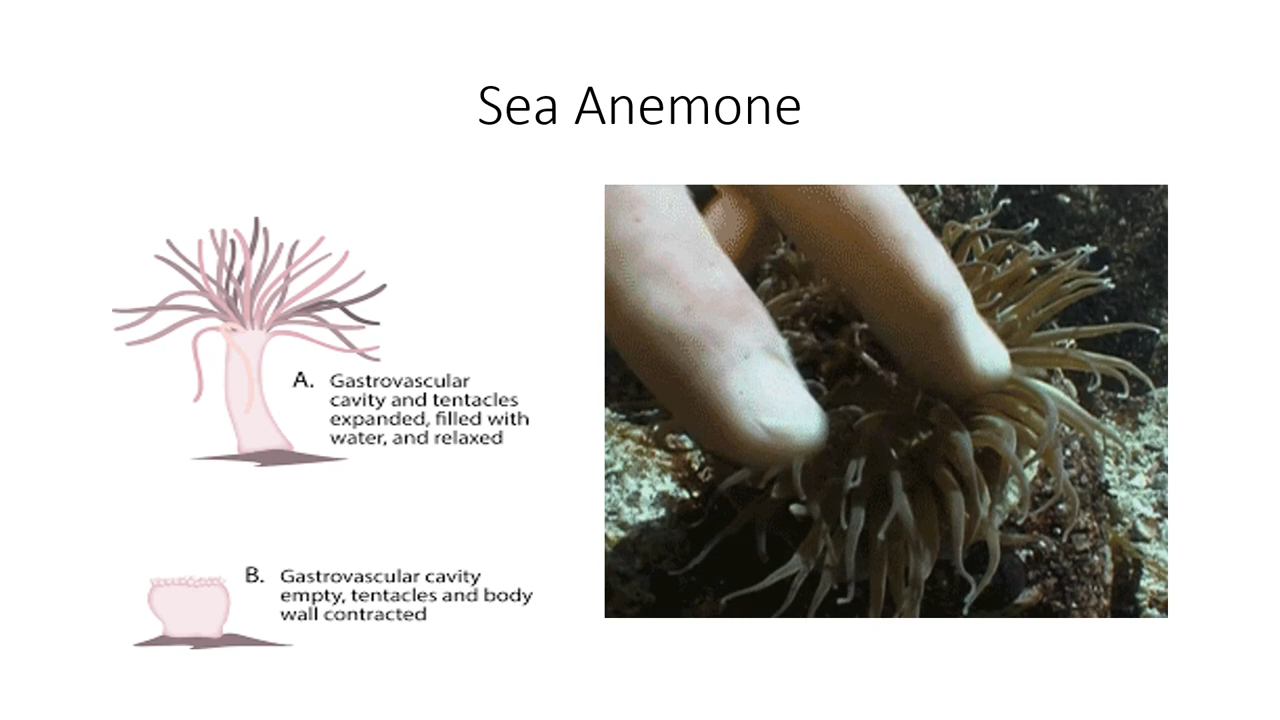 Sea Anemone
A. Gastrovascular
cavity and tentacles
expanded, filled with
water, and relaxed
B. Gastrovascular cavity
empty, tentacles and body
wall contracted